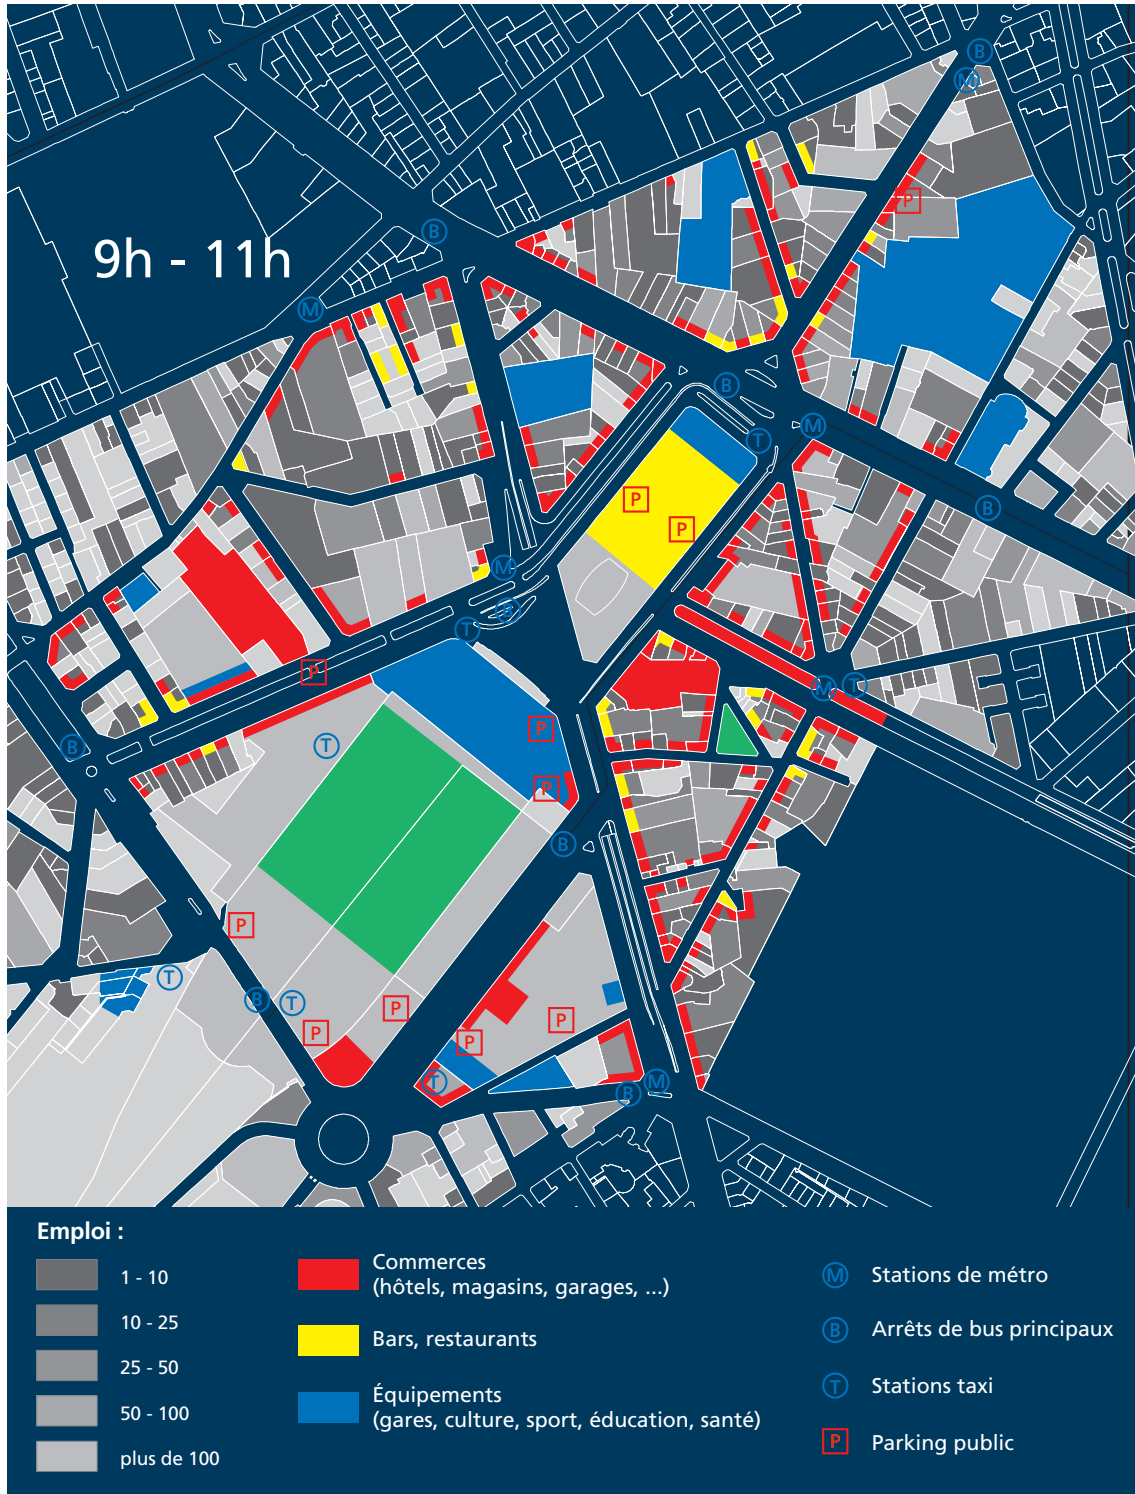 B
M
P
9h - 11h
B
M
B
T
M
P
P
B
M
B
T
P
M
T
B
T
P
P
B
P
T
B
T
P
P
P
P
T
M
B
Emploi :
1 - 10
10 - 25
25 - 50
50 - 100
plus de 100
Commerces
(hôtels, magasins, garages, ...)
Bars, restaurants
Équipements
(gares, culture, sport, éducation, santé)
M Stations de métro
B Arrêts de bus principaux
T Stations taxi
P Parking public